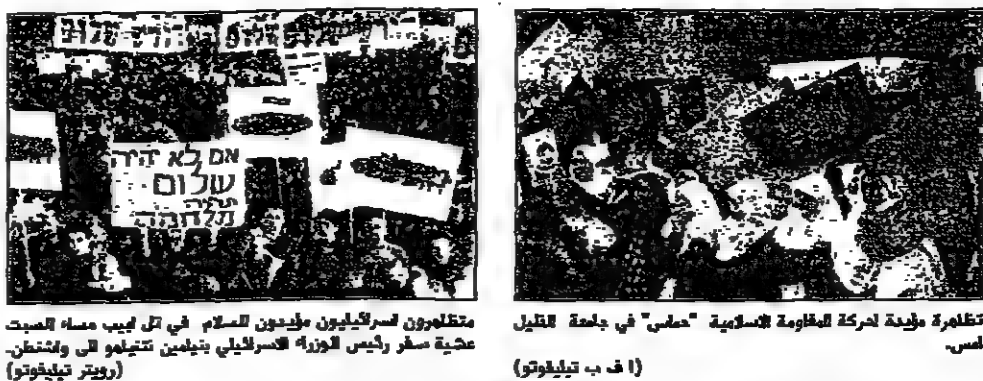 אם לא יהיה
שלום
תהיה
מלחמה
متظاهرون اسرائيليون مؤيدون للسلام في تل ابيب مساء السبت
عشية سفر رئيس الوزراء الاسرائيلي بنيامين نتنياهو الى واشنطن.
(رويتر تيليفوتو)
تظاهرة مؤيدة لحركة المقاومة الاسلامية "حماس" في جامعة الخليل
امس.
(ا ف ب تيليفوتو)